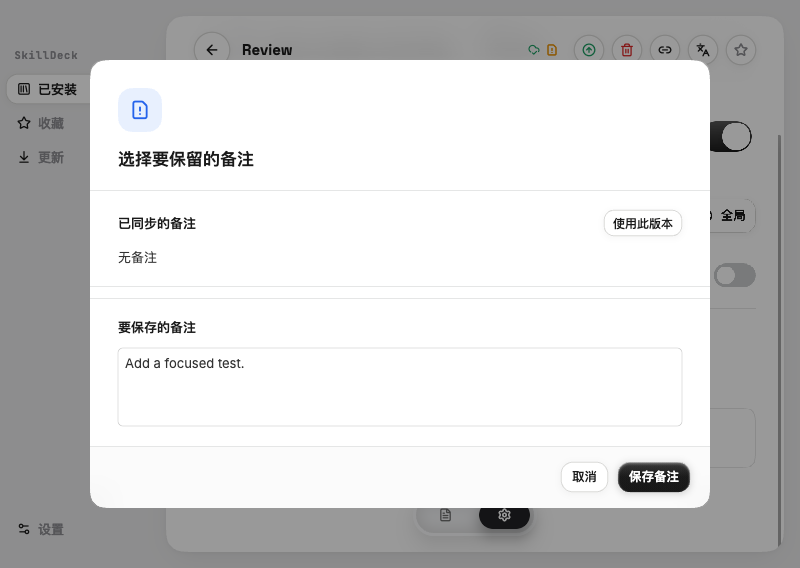 SkillDeck
Review
已安装
收藏
更新
选择要保留的备注
已同步的备注
使用此版本
无备注
全局
要保存的备注
Add a focused test.
取消
保存备注
设置